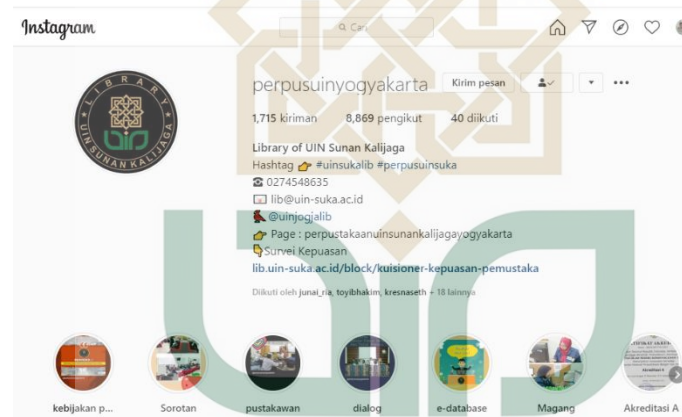 Instagram
Cari
LIBRARY
UIN SUNAN KALIJAGA
perpusuinyogyakarta Kirim pesan
1,715 kiriman 8,869 pengikut 40 diikuti
Library of UIN Sunan Kalijaga
Hashtag 👉 #uinsukalib #perpusuinsuka
☎ 0274548635
📧 lib@uin-suka.ac.id
🐦 @uinjogjalib
👉 Page : perpustakaanuinsunankalijagayogyakarta
👇Survei Kepuasan
lib.uin-suka.ac.id/block/kuisioner-kepuasan-pemustaka
Diikuti oleh junai_ria, toyibhakim, kresnaseth + 18 lainnya
kebijakan p... Sorotan pustakawan dialog e-database Magang Akreditasi A